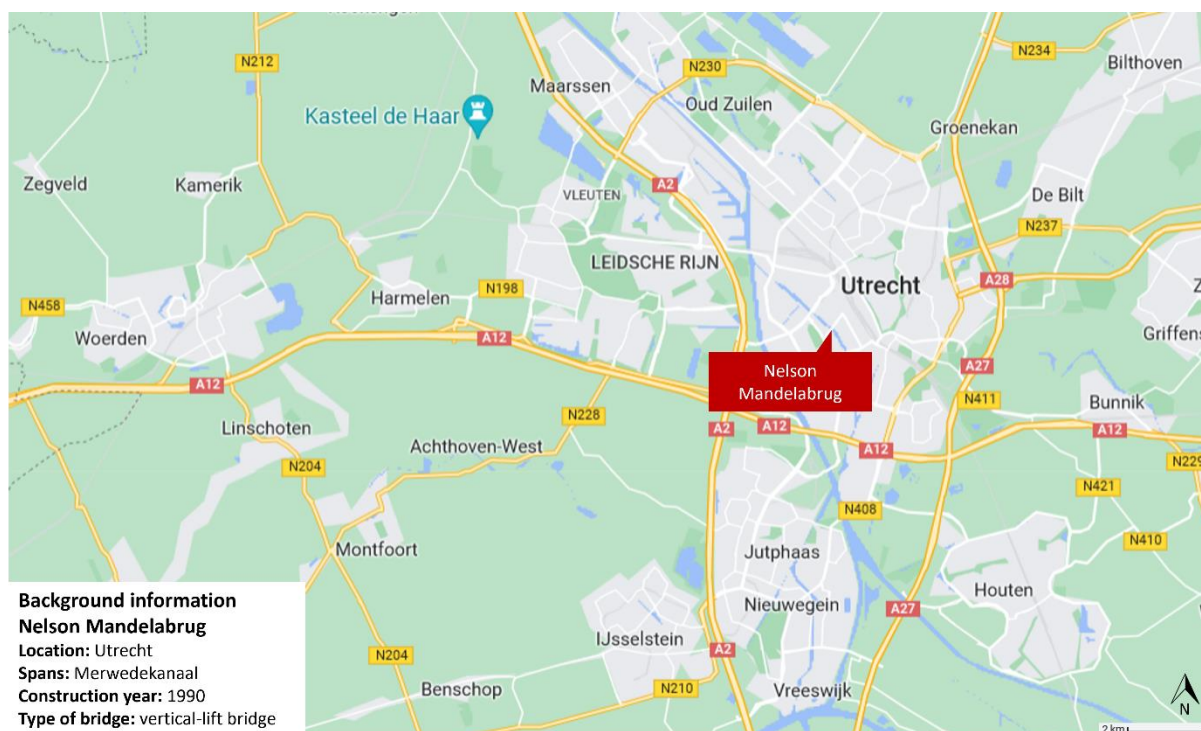 N212
N234
Bilthoven
N230
Maarssen
Oud Zuilen
Kasteel de Haar
Groenekan
Zegveld
Kamerik
A2
De Bilt
VLEUTEN
N237
LEIDSCHE RIJN
A28
Utrecht
N198
Harmelen
N458
Woerden
A12
Griffens
A27
Nelson
Mandelabrug
A12
N411
Bunnik
Linschoten
N228
A2
A12
A12
Achthoven-West
A12
N229
N204
N421
N408
N410
Montfoort
Jutphaas
Houten
Nieuwegein
A27
IJsselstein
N204
A2
Benschop
N210
Vreeswijk
Background information
Nelson Mandelabrug
Location: Utrecht
Spans: Merwedekanaal
Construction year: 1990
Type of bridge: vertical-lift bridge
N
2 km